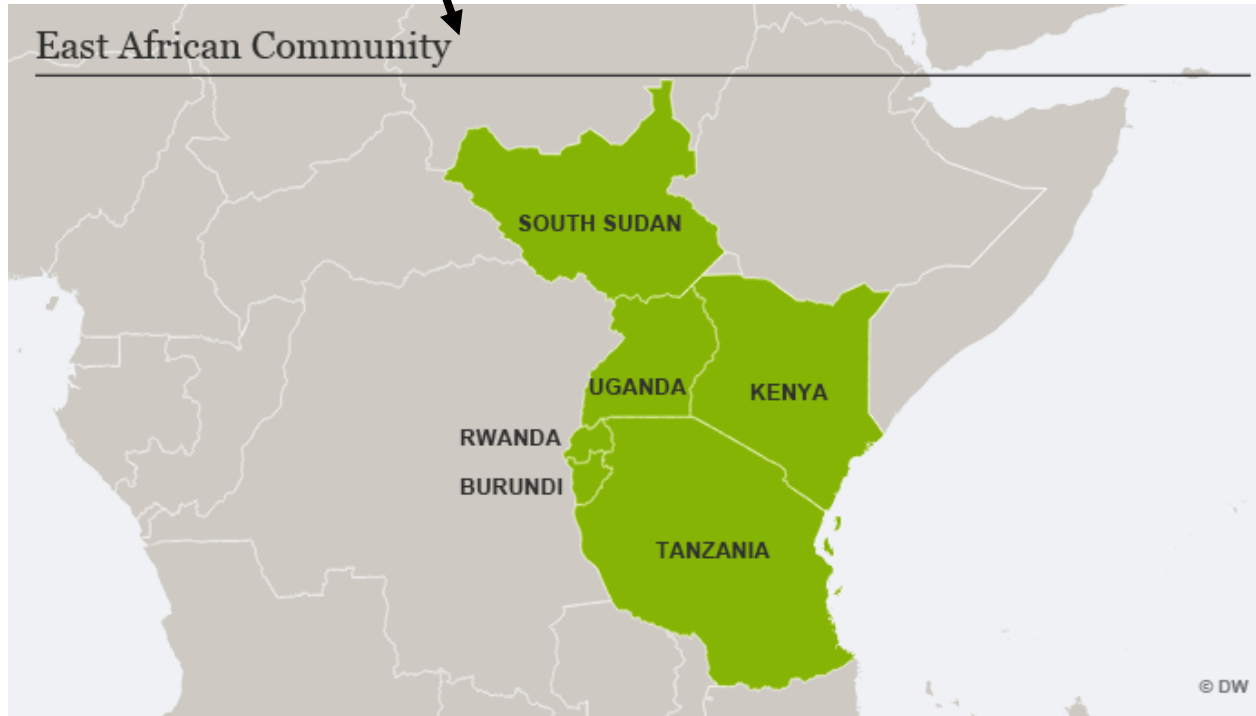 East African Community
SOUTH SUDAN
UGANDA
KENYA
RWANDA
BURUNDI
TANZANIA
© DW